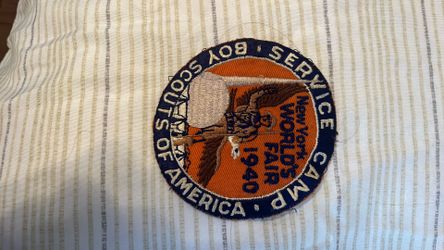 SERVICE CAMP • BOY SCOUTS OF AMERICA •
New York
WORLD'S
FAIR
1940